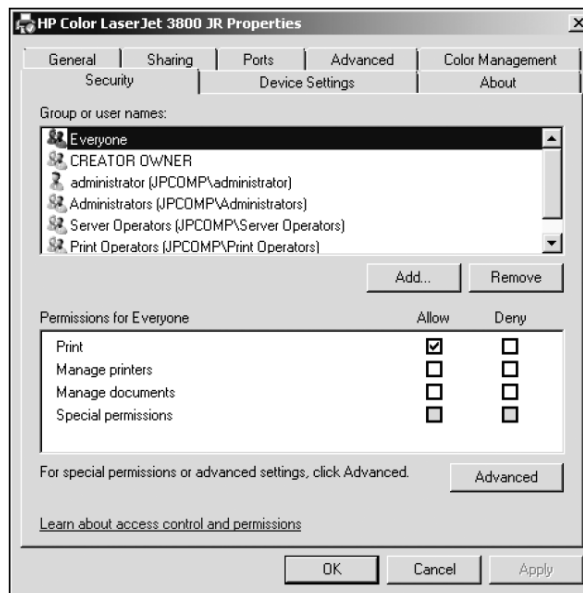 HP Color LaserJet 3800 JR Properties
General Sharing Ports Advanced Color Management
Security Device Settings About
Group or user names:
Everyone
CREATOR OWNER
administrator (JPCOMP\administrator)
Administrators (JPCOMP\Administrators)
Server Operators (JPCOMP\Server Operators)
Print Operators (JPCOMP\Print Operators)
Add... Remove
Permissions for Everyone Allow Deny
Print
Manage printers
Manage documents
Special permissions
For special permissions or advanced settings, click Advanced. Advanced
Learn about access control and permissions
OK Cancel Apply